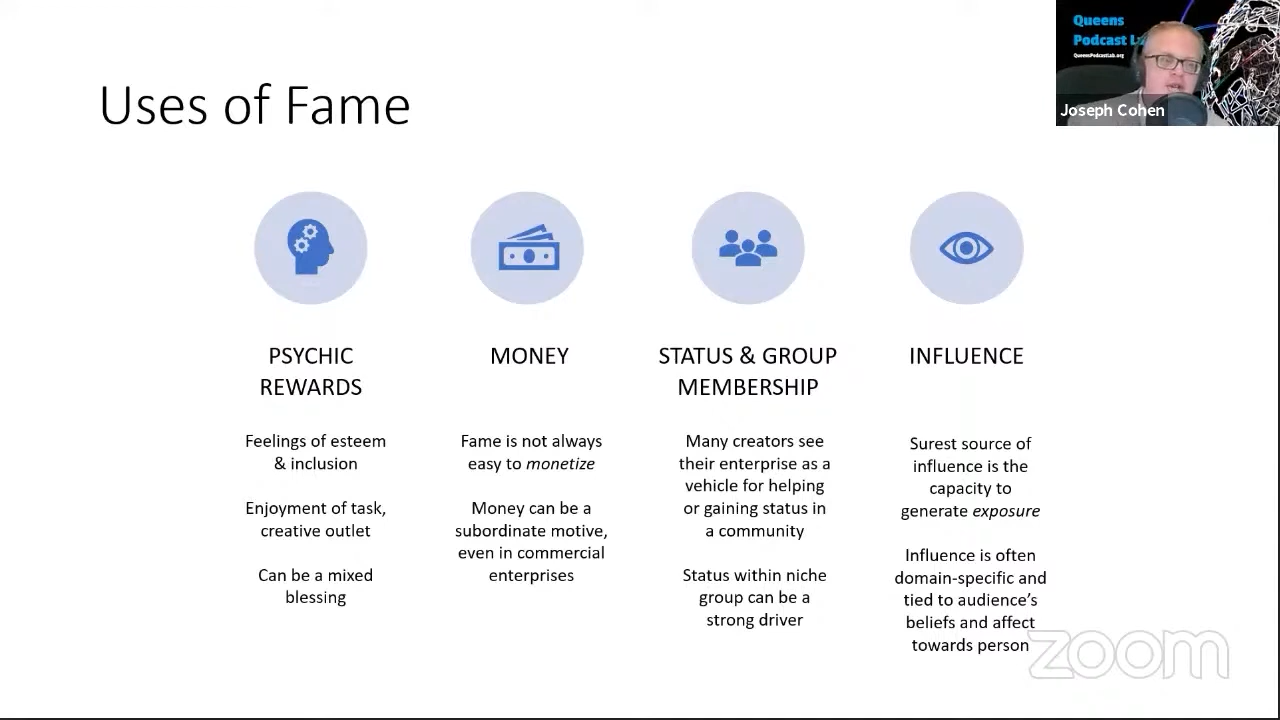 Queens
Podcast La
QueensPodcastLab.org
Joseph Cohen
Uses of Fame
PSYCHIC
REWARDS
Feelings of esteem
& inclusion
Enjoyment of task,
creative outlet
Can be a mixed
blessing
MONEY
Fame is not always
easy to monetize
Money can be a
subordinate motive,
even in commercial
enterprises
STATUS & GROUP
MEMBERSHIP
Many creators see
their enterprise as a
vehicle for helping
or gaining status in
a community
Status within niche
group can be a
strong driver
INFLUENCE
Surest source of
influence is the
capacity to
generate exposure
Influence is often
domain-specific and
tied to audience’s
beliefs and affect
towards person
zoom